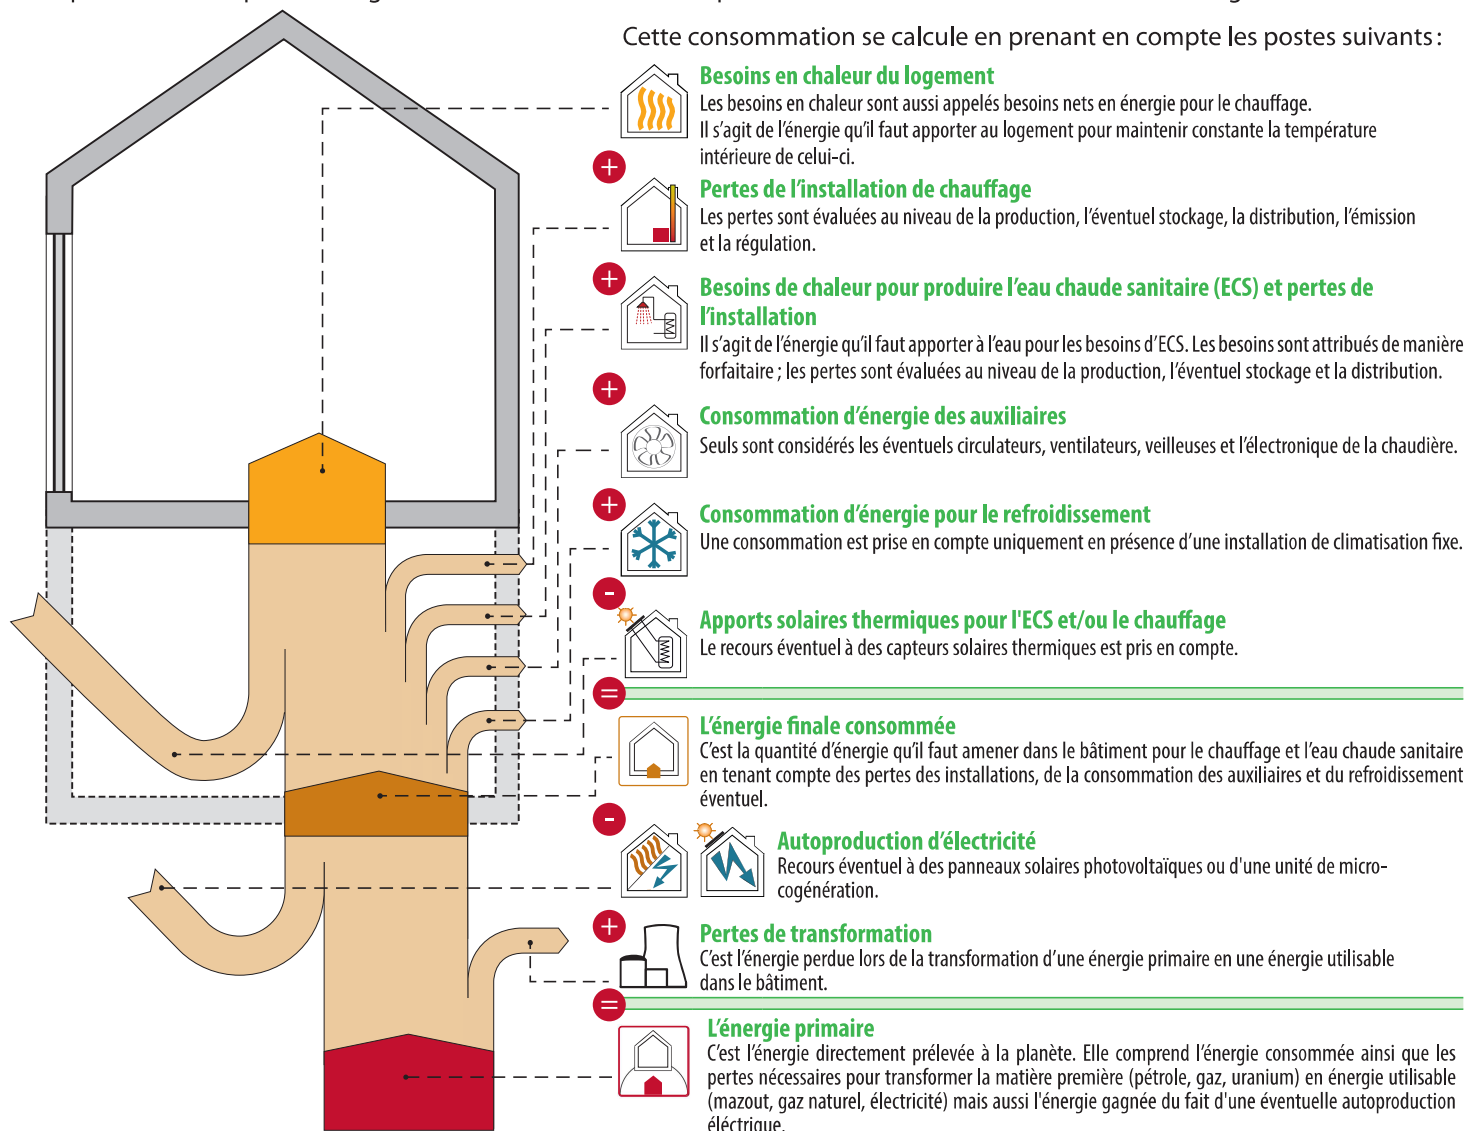 Cette consommation se calcule en prenant en compte les postes suivants :
Besoins en chaleur du logement
Les besoins en chaleur sont aussi appelés besoins nets en énergie pour le chauffage.
Il s'agit de l'énergie qu'il faut apporter au logement pour maintenir constante la température
intérieure de celui-ci.
+
Pertes de l'installation de chauffage
Les pertes sont évaluées au niveau de la production, l'éventuel stockage, la distribution, l'émission
et la régulation.
+
Besoins de chaleur pour produire l'eau chaude sanitaire (ECS) et pertes de
l'installation
Il s'agit de l'énergie qu'il faut apporter à l'eau pour les besoins d'ECS. Les besoins sont attribués de manière
forfaitaire ; les pertes sont évaluées au niveau de la production, l'éventuel stockage et la distribution.
+
Consommation d'énergie des auxiliaires
Seuls sont considérés les éventuels circulateurs, ventilateurs, veilleuses et l'électronique de la chaudière.
+
Consommation d'énergie pour le refroidissement
Une consommation est prise en compte uniquement en présence d'une installation de climatisation fixe.
-
Apports solaires thermiques pour l'ECS et/ou le chauffage
Le recours éventuel à des capteurs solaires thermiques est pris en compte.
=
L'énergie finale consommée
C'est la quantité d'énergie qu'il faut amener dans le bâtiment pour le chauffage et l'eau chaude sanitaire
en tenant compte des pertes des installations, de la consommation des auxiliaires et du refroidissement
éventuel.
-
Autoproduction d'électricité
Recours éventuel à des panneaux solaires photovoltaïques ou d'une unité de micro-
cogénération.
+
Pertes de transformation
C'est l'énergie perdue lors de la transformation d'une énergie primaire en une énergie utilisable
dans le bâtiment.
=
L'énergie primaire
C'est l'énergie directement prélevée à la planète. Elle comprend l'énergie consommée ainsi que les
pertes nécessaires pour transformer la matière première (pétrole, gaz, uranium) en énergie utilisable
(mazout, gaz naturel, électricité) mais aussi l'énergie gagnée du fait d'une éventuelle autoproduction
éléctrique.